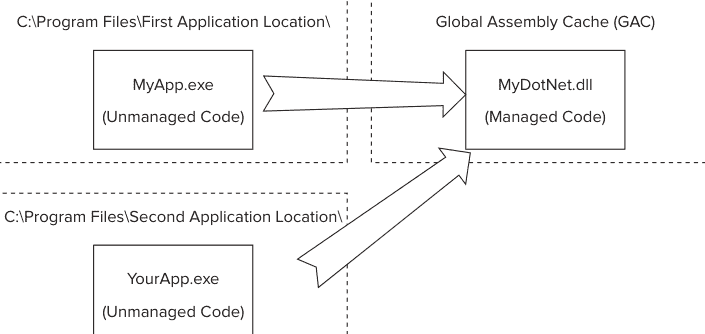 C:\Program Files\First Application Location\
Global Assembly Cache (GAC)
MyApp.exe
(Unmanaged Code)
MyDotNet.dll
(Managed Code)
C:\Program Files\Second Application Location\
YourApp.exe
(Unmanaged Code)